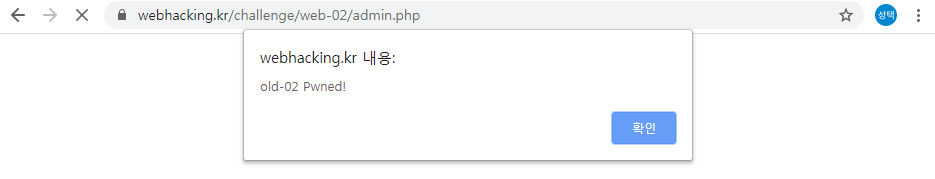 webhacking.kr/challenge/web-02/admin.php
성택
webhacking.kr 내용:
old-02 Pwned!
확인